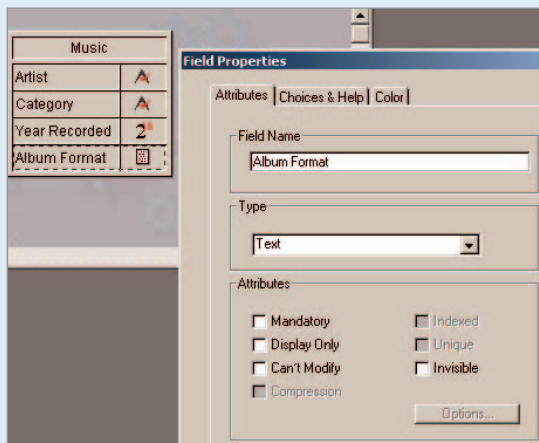 Music
Artist
Category
Year Recorded
Album Format
Field Properties
Attributes Choices & Help Color
Field Name
Album Format
Type
Text
Attributes
Mandatory Indexed
Display Only Unique
Can't Modify Invisible
Compression
Options...